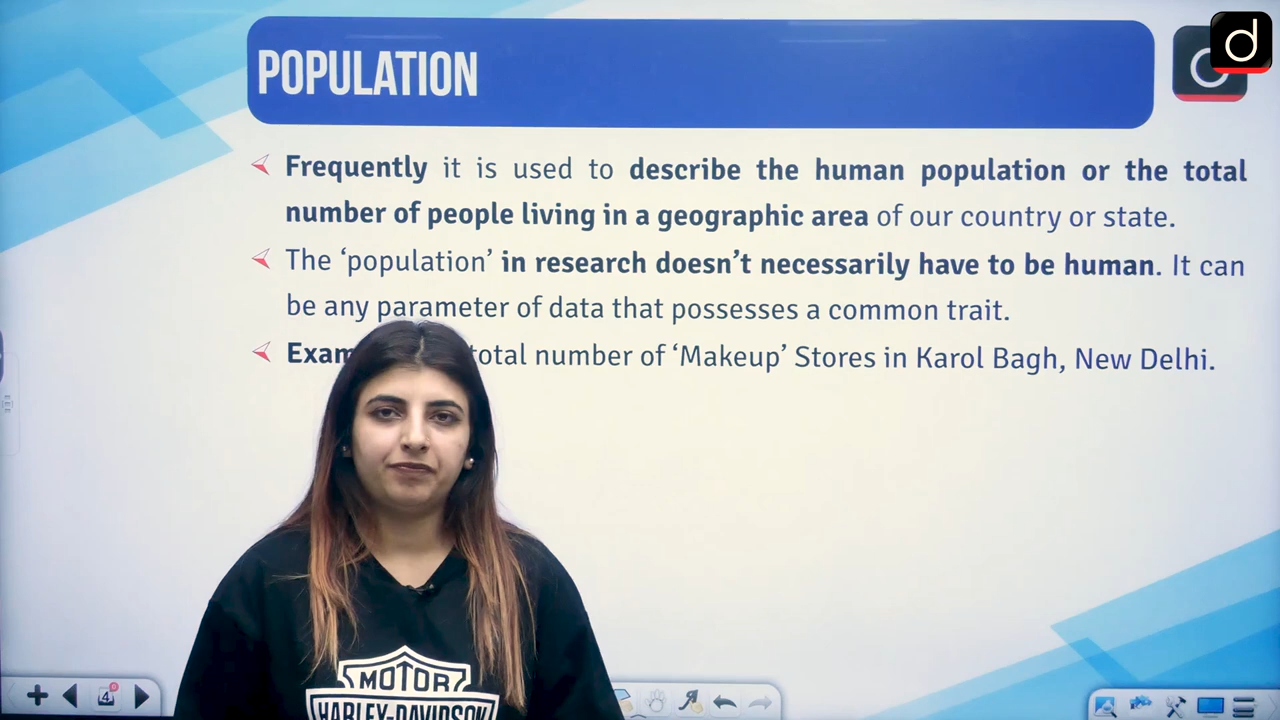 POPULATION
d
Frequently it is used to describe the human population or the total
number of people living in a geographic area of our country or state.
The ‘population’ in research doesn’t necessarily have to be human. It can
be any parameter of data that possesses a common trait.
total number of ‘Makeup’ Stores in Karol Bagh, New Delhi.
MOTOR
HARLEY-DAVIDSON
4